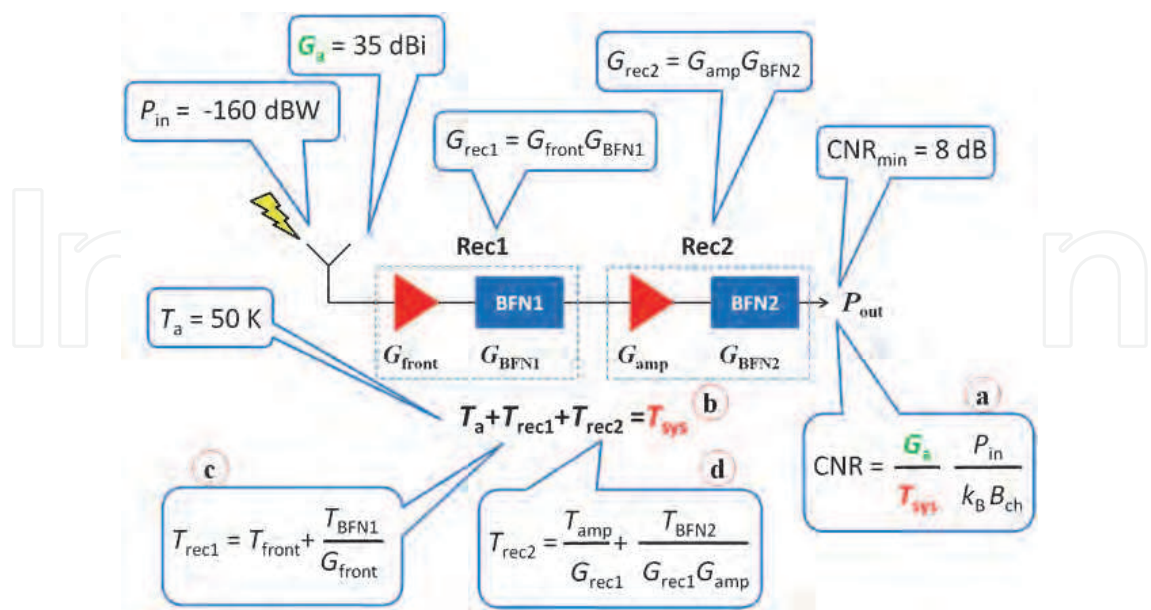 G_a = 35 dBi
G_rec2 = G_amp G_BFN2
P_in = -160 dBW
G_rec1 = G_front G_BFN1
CNR_min = 8 dB
Rec1
Rec2
BFN1
BFN2
P_out
T_a = 50 K
G_front
G_BFN1
G_amp
G_BFN2
T_a+T_rec1+T_rec2 =T_sys
b
a
CNR = G_a/T_sys P_in/k_B B_ch
c
T_rec1 = T_front+ T_BFN1/G_front
d
T_rec2 = T_amp/G_rec1 + T_BFN2/G_rec1 G_amp